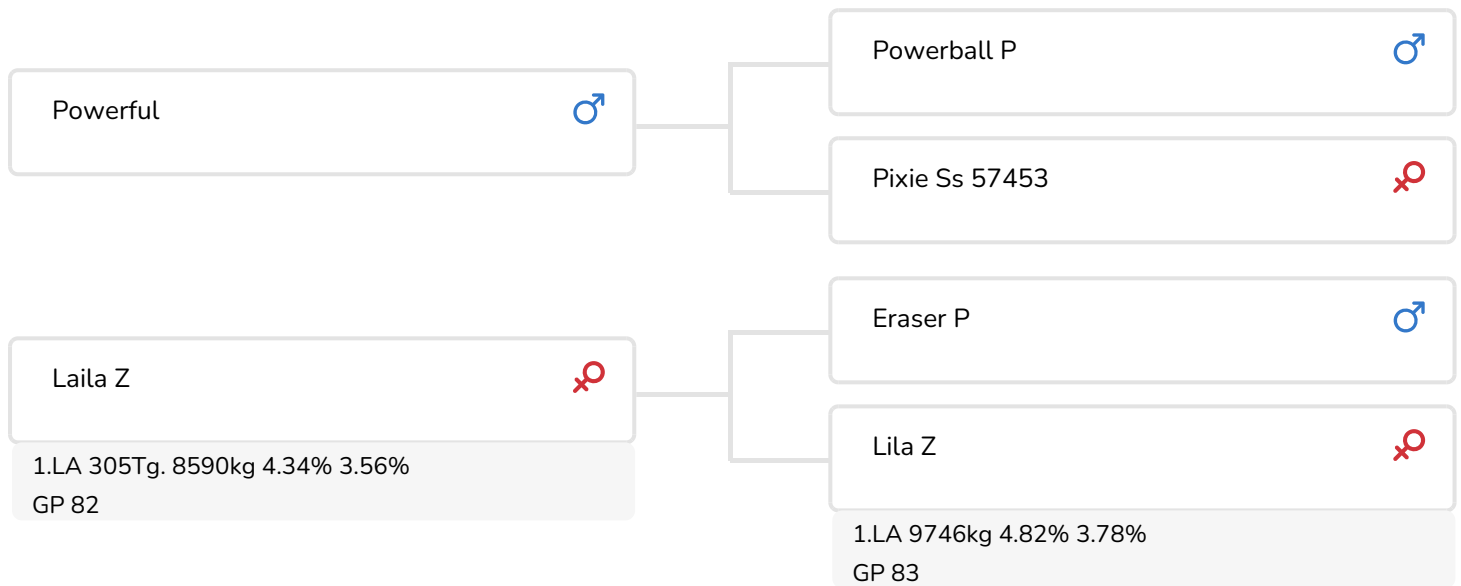 Powerful
Laila Z
1.LA 305Tg. 8590kg 4.34% 3.56%
GP 82
Powerball P
Pixie Ss 57453
Eraser P
Lila Z
1.LA 9746kg 4.82% 3.78%
GP 83